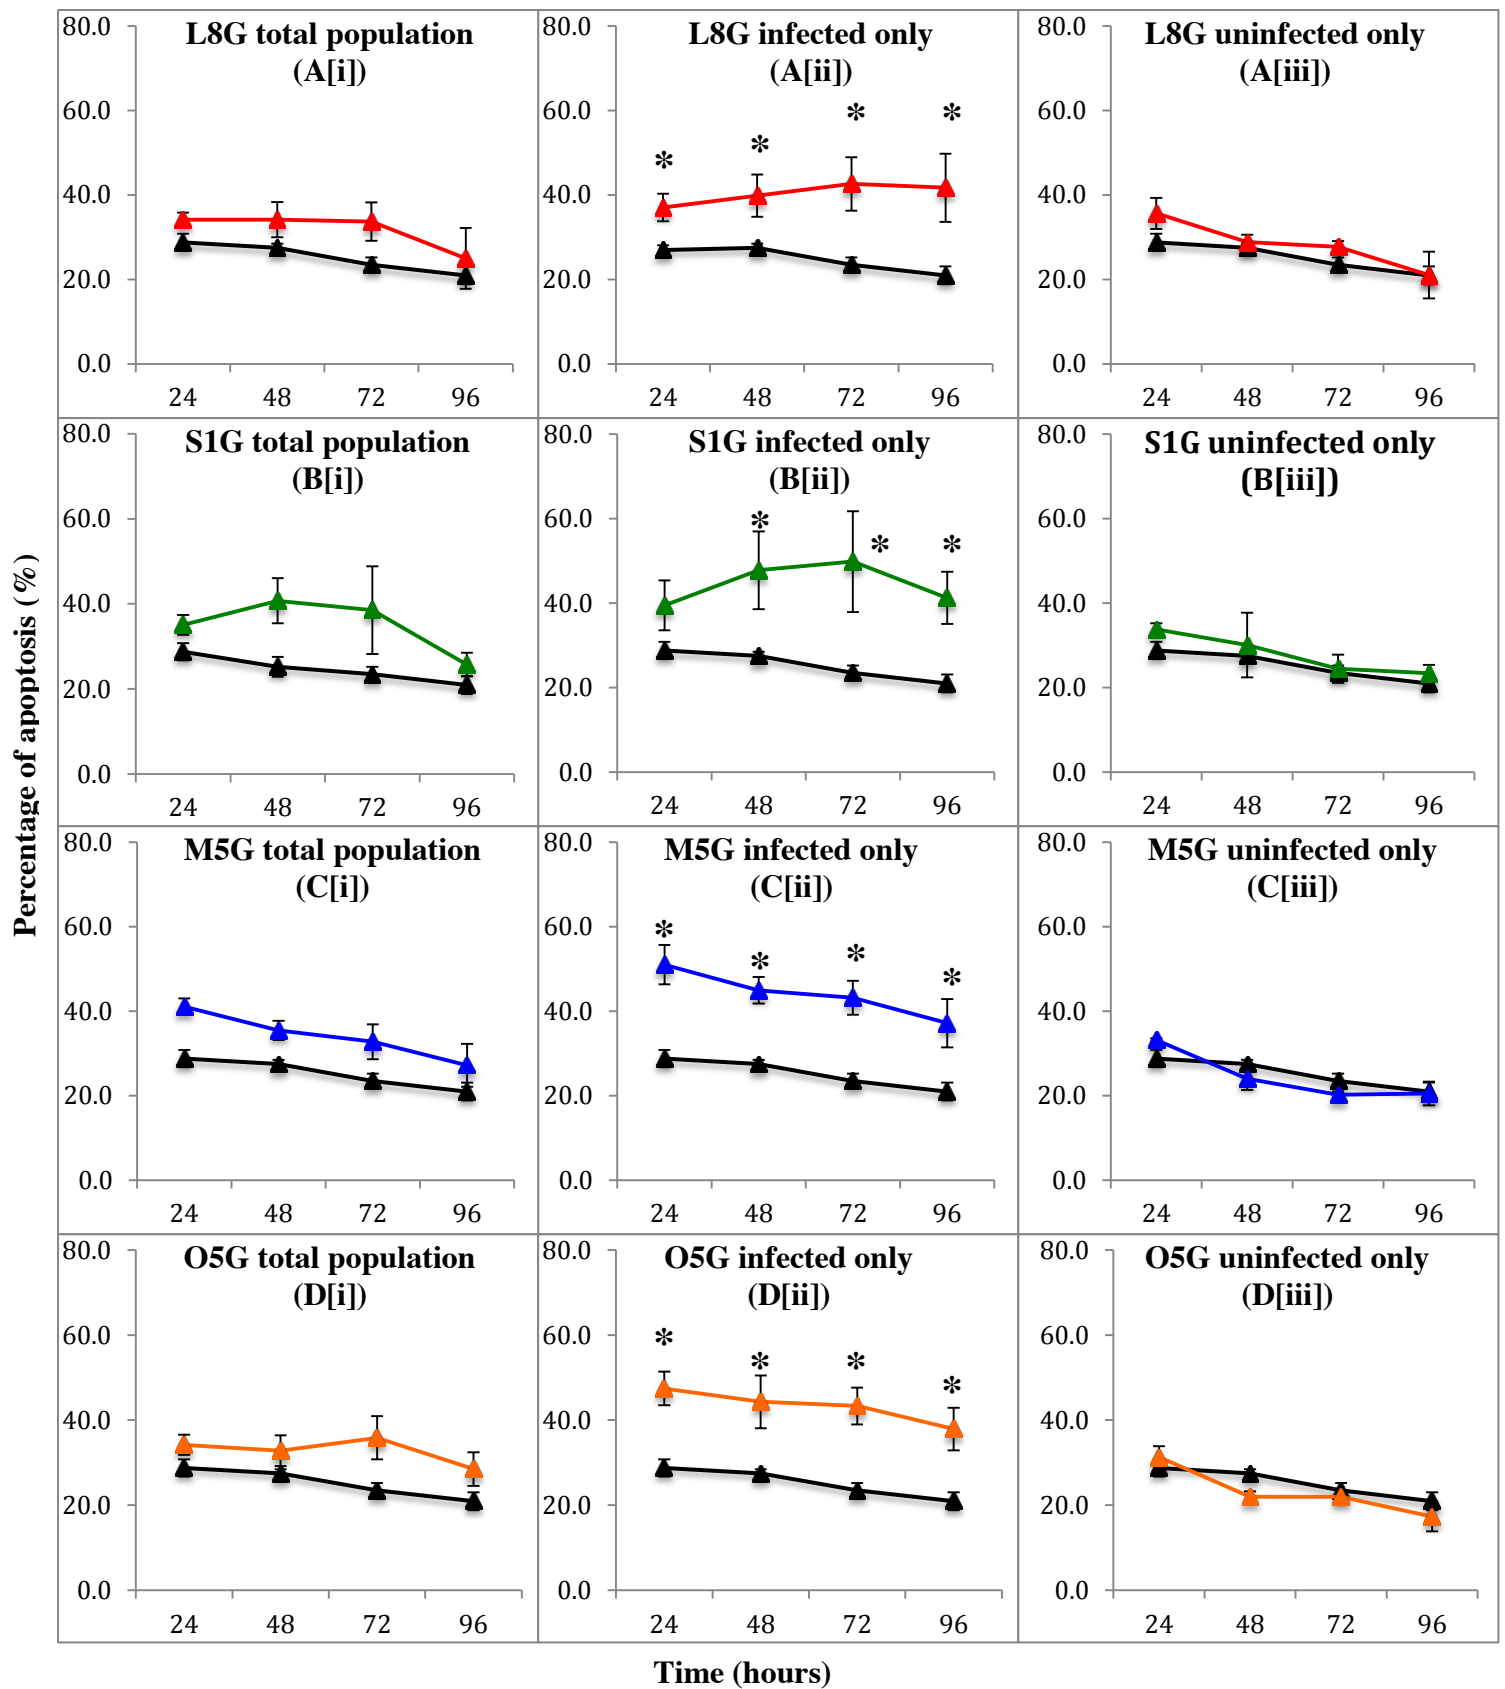 Percentage of apoptosis (%)
L8G total population
(A[i])
80.0
60.0
40.0
20.0
0.0
24 48 72 96
L8G infected only
(A[ii])
80.0
60.0
40.0
20.0
0.0
* * * *
24 48 72 96
L8G uninfected only
(A[iii])
80.0
60.0
40.0
20.0
0.0
24 48 72 96
S1G total population
(B[i])
80.0
60.0
40.0
20.0
0.0
24 48 72 96
S1G infected only
(B[ii])
80.0
60.0
40.0
20.0
0.0
* * *
24 48 72 96
S1G uninfected only
(B[iii])
80.0
60.0
40.0
20.0
0.0
24 48 72 96
M5G total population
(C[i])
80.0
60.0
40.0
20.0
0.0
24 48 72 96
M5G infected only
(C[ii])
80.0
60.0
40.0
20.0
0.0
* * * *
24 48 72 96
M5G uninfected only
(C[iii])
80.0
60.0
40.0
20.0
0.0
24 48 72 96
O5G total population
(D[i])
80.0
60.0
40.0
20.0
0.0
24 48 72 96
O5G infected only
(D[ii])
80.0
60.0
40.0
20.0
0.0
* * * *
24 48 72 96
O5G uninfected only
(D[iii])
80.0
60.0
40.0
20.0
0.0
24 48 72 96
Time (hours)